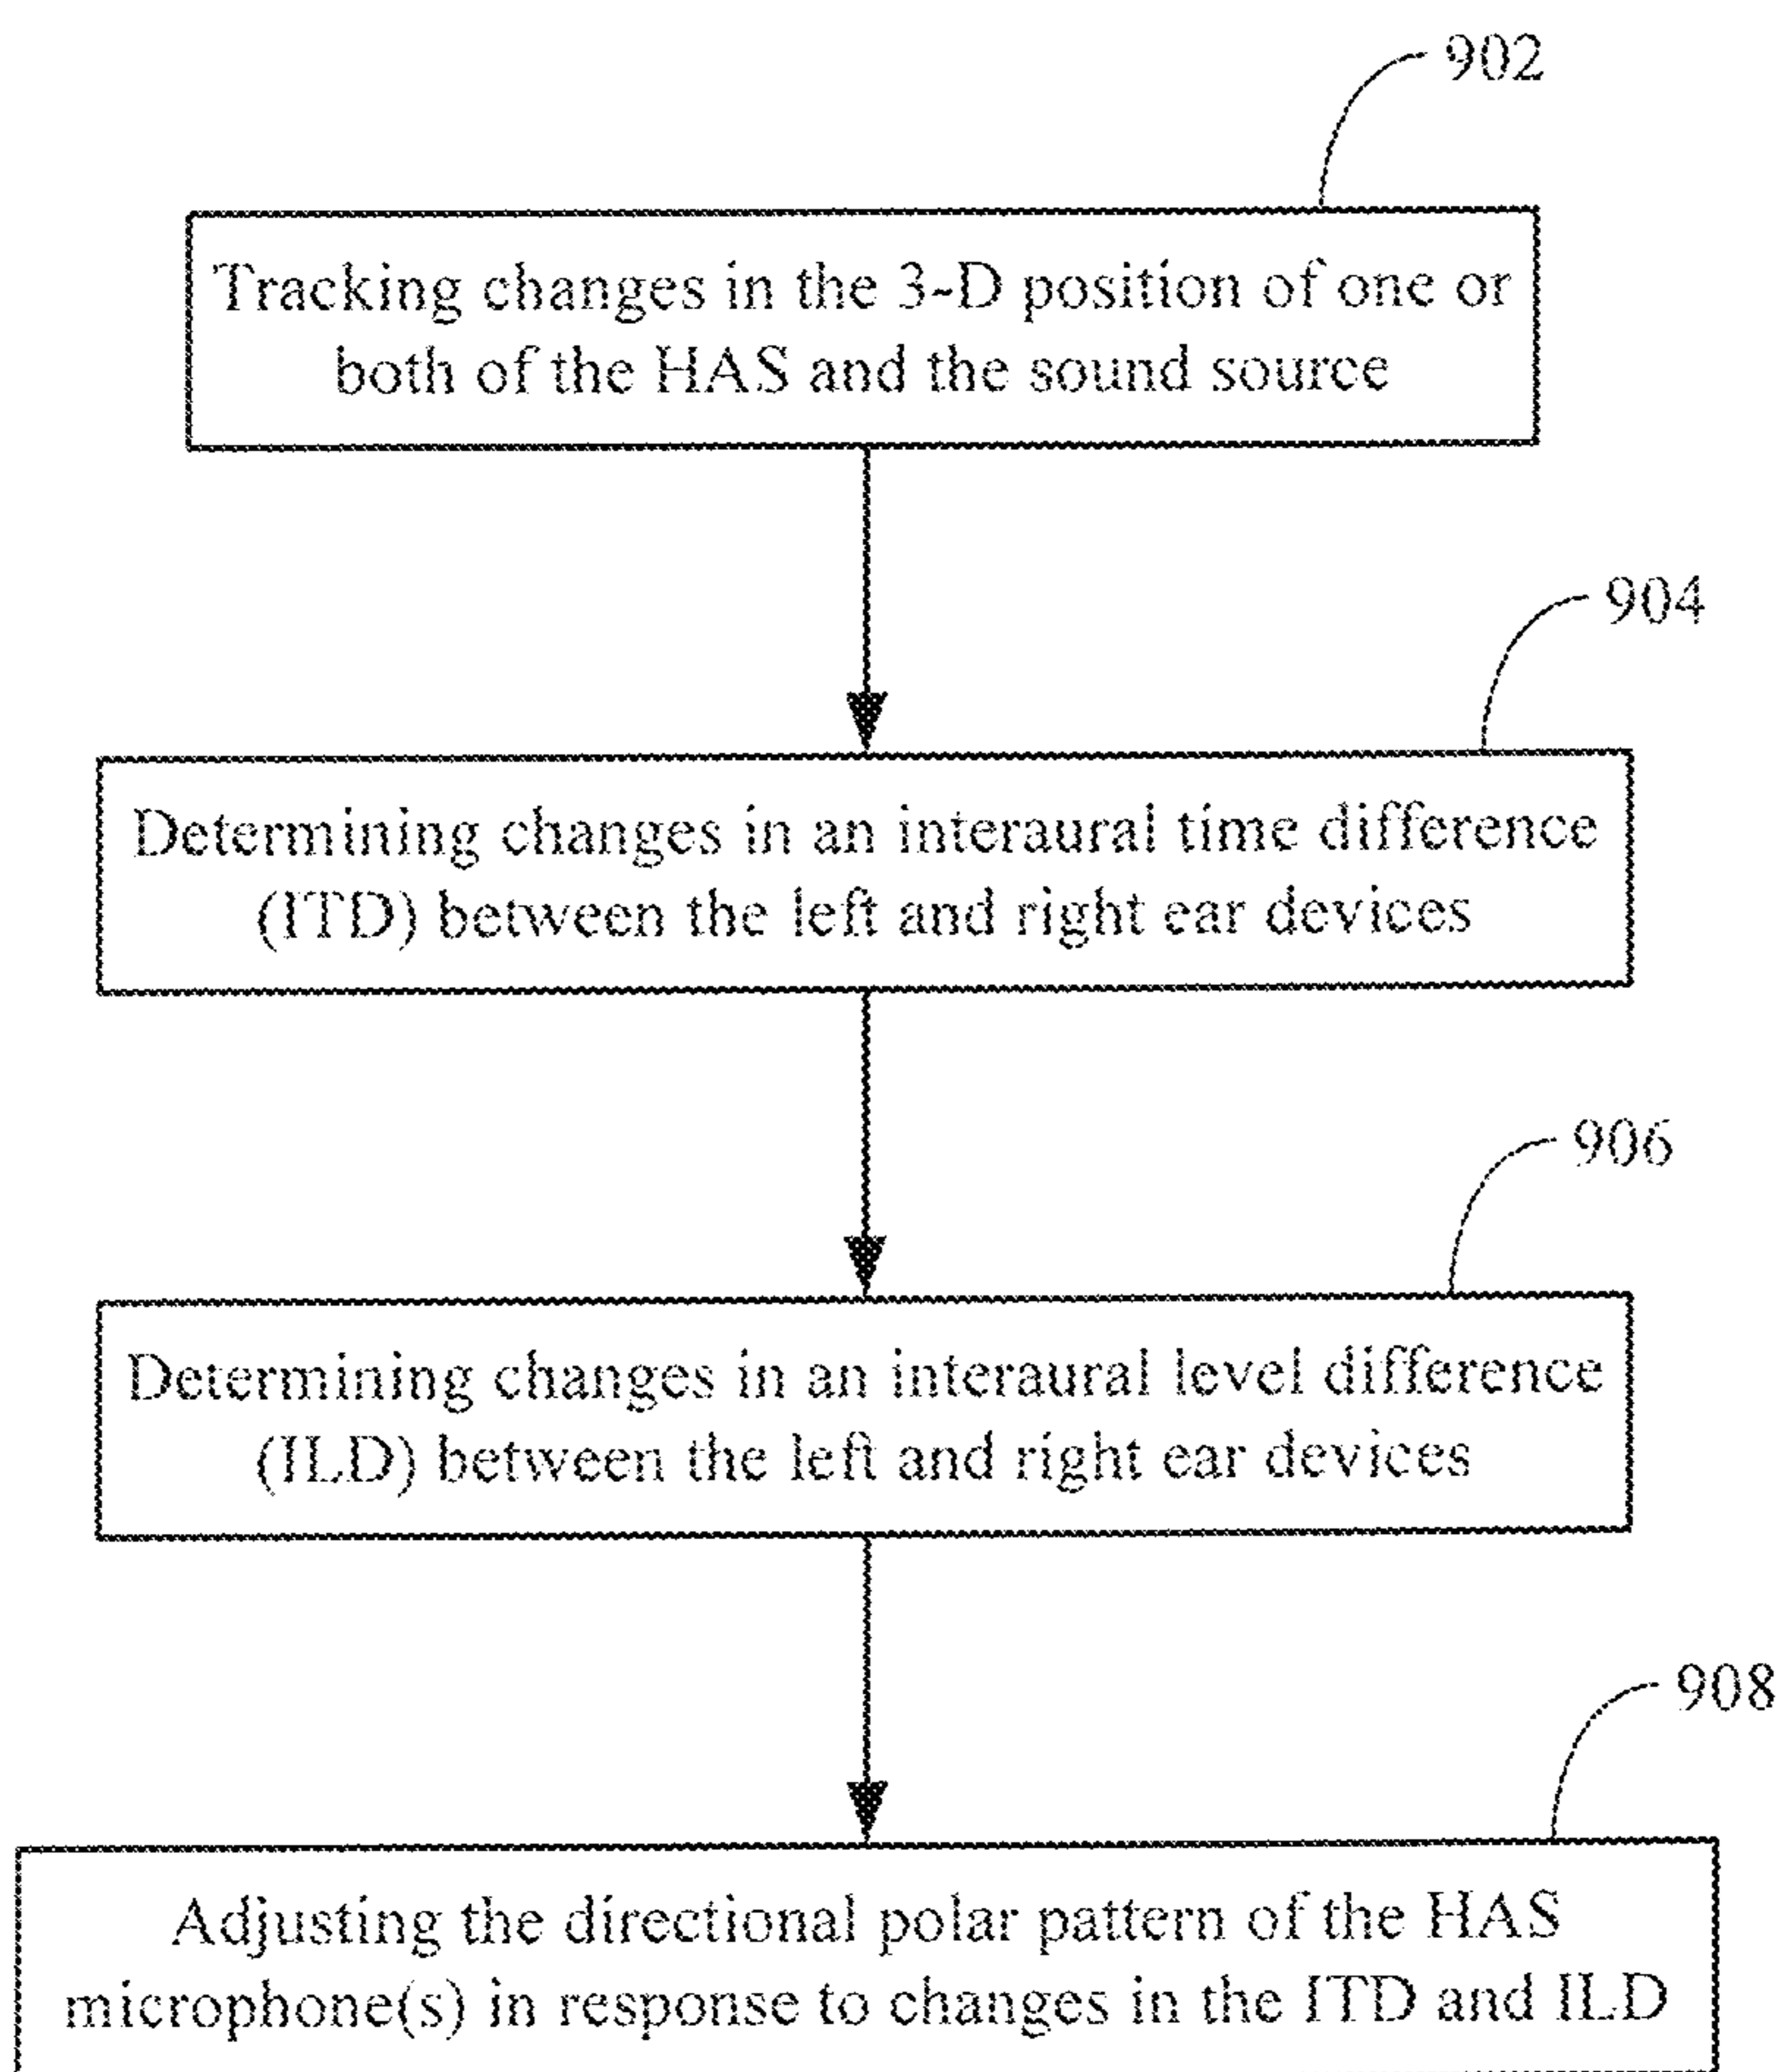 902
Tracking changes in the 3-D position of one or
both of the HAS and the sound source
904
Determining changes in an interaural time difference
(ITD) between the left and right ear devices
906
Determining changes in an interaural level difference
(ILD) between the left and right ear devices
908
Adjusting the directional polar pattern of the HAS
microphone(s) in response to changes in the ITD and ILD